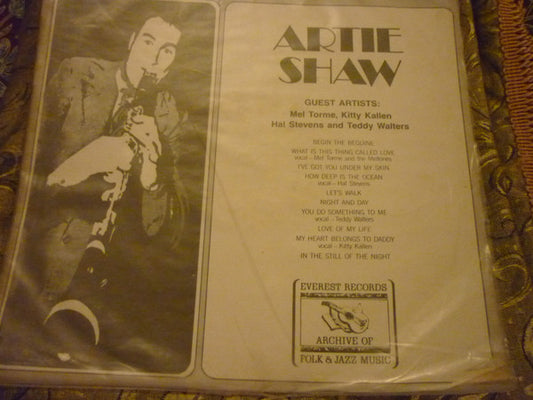 ARTIE
SHAW
GUEST ARTISTS:
Mel Torme, Kitty Kallen
Hal Stevens and Teddy Walters
BEGIN THE BEGUINE
WHAT IS THIS THING CALLED LOVE
vocal - Mel Torme and the Meltones
I'VE GOT YOU UNDER MY SKIN
HOW DEEP IS THE OCEAN
vocal - Hal Stevens
LET'S WALK
NIGHT AND DAY
YOU DO SOMETHING TO ME
vocal - Teddy Walters
LOVE OF MY LIFE
MY HEART BELONGS TO DADDY
vocal - Kitty Kallen
IN THE STILL OF THE NIGHT
EVEREST RECORDS
ARCHIVE OF
FOLK & JAZZ MUSIC